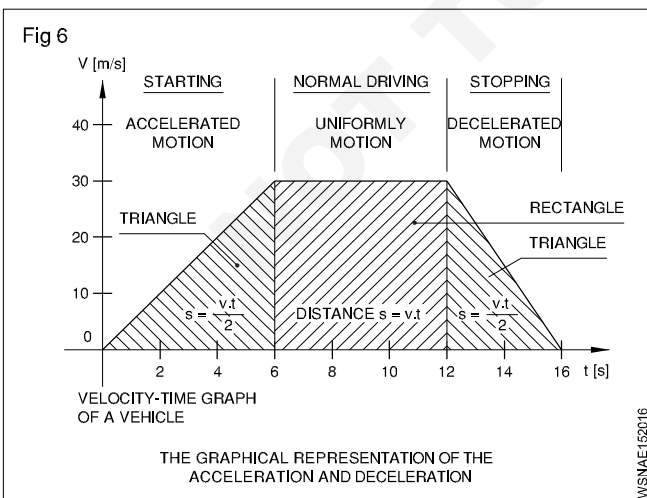 Fig 6
V [m/s]
STARTING
NORMAL DRIVING
STOPPING
ACCELERATED
MOTION
UNIFORMLY
MOTION
DECELERATED
MOTION
40
30
20
10
0
TRIANGLE
RECTANGLE
TRIANGLE
s = v.t/2
DISTANCE s = v.t
s = v.t/2
2 4 6 8 10 12 14 16 t [s]
VELOCITY-TIME GRAPH
OF A VEHICLE
THE GRAPHICAL REPRESENTATION OF THE
ACCELERATION AND DECELERATION
WSNAE152016